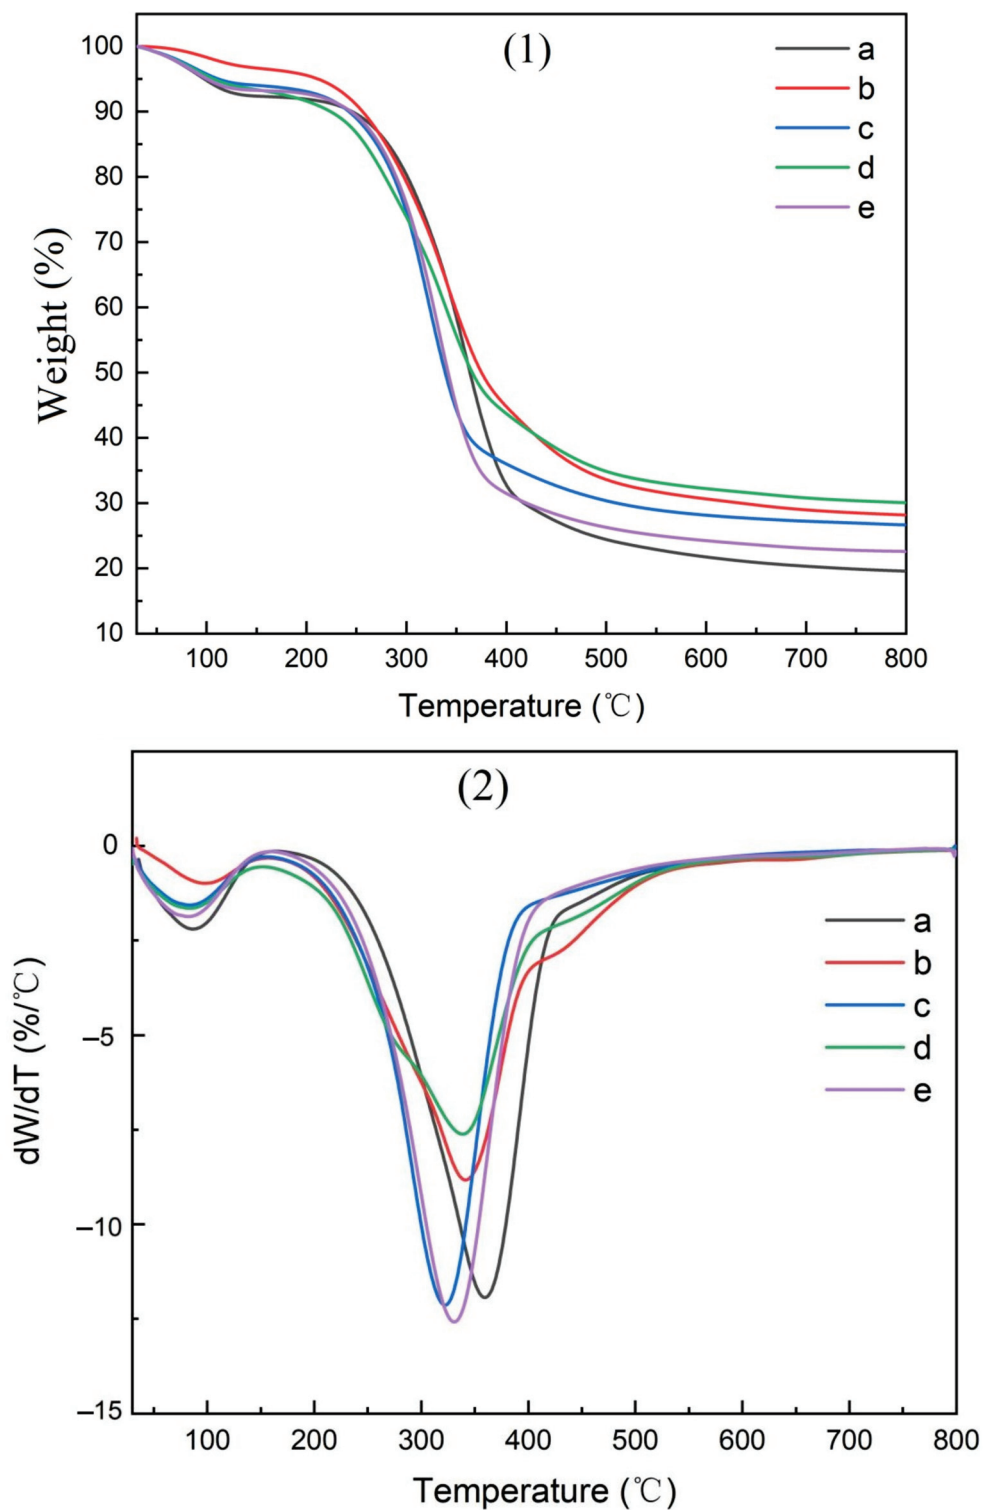 (1)
a
b
c
d
e
100
90
80
70
60
50
40
30
20
10
Weight (%)
100 200 300 400 500 600 700 800
Temperature (℃)
(2)
0
–5
–10
–15
dW/dT (%/℃)
a
b
c
d
e
100 200 300 400 500 600 700 800
Temperature (℃)